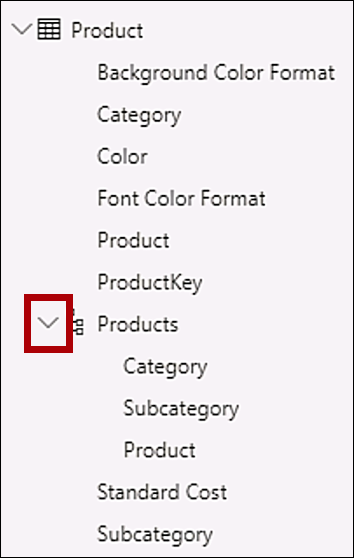 Product
Background Color Format
Category
Color
Font Color Format
Product
ProductKey
Products
Category
Subcategory
Product
Standard Cost
Subcategory